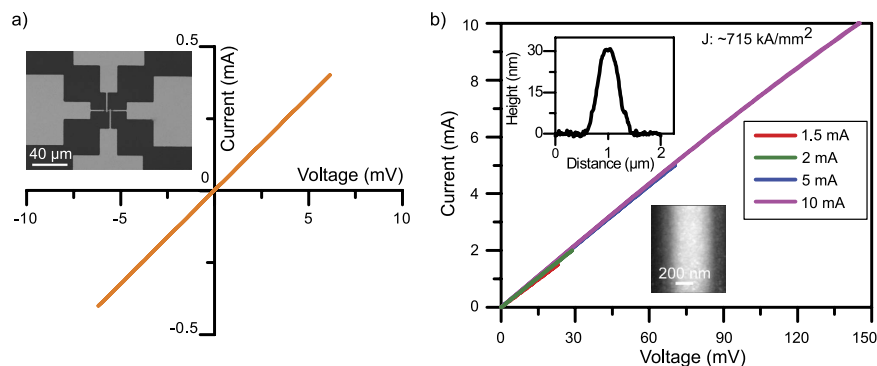 a)
0.5
40 µm
Current (mA)
Voltage (mV)
0
-10
-5
0
5
10
-0.5
b)
10
8
6
4
2
0
Current (mA)
J: ~715 kA/mm²
30
15
0
Height (nm)
0
1
2
Distance (µm)
1.5 mA
2 mA
5 mA
10 mA
200 nm
0
30
60
90
120
150
Voltage (mV)